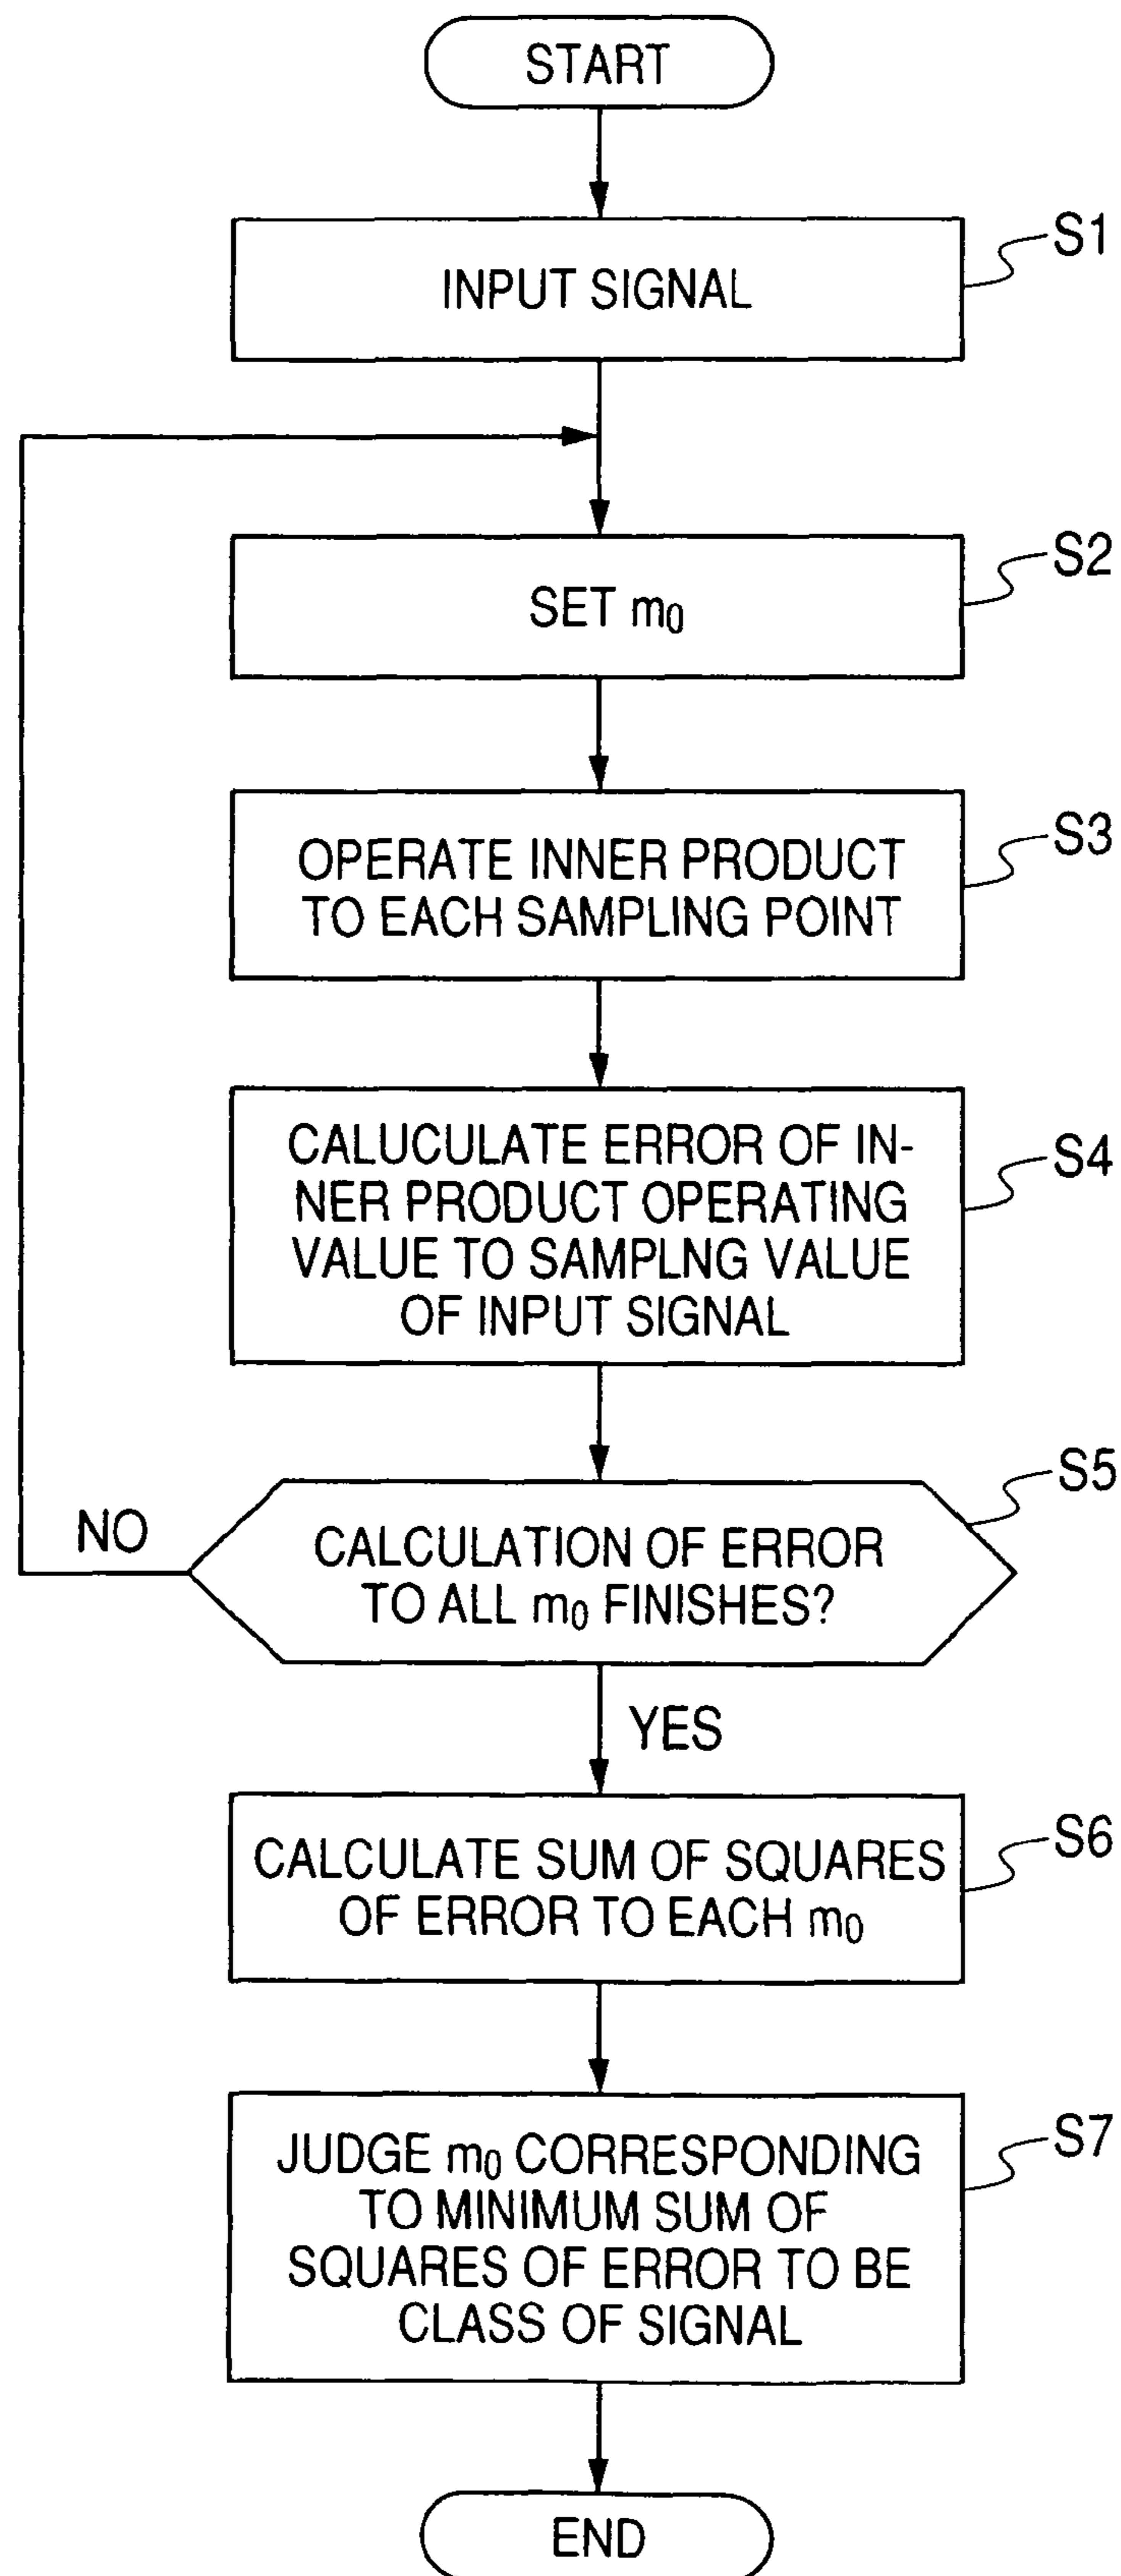 START
INPUT SIGNAL
S1
SET m₀
S2
OPERATE INNER PRODUCT
TO EACH SAMPLING POINT
S3
CALUCULATE ERROR OF IN-
NER PRODUCT OPERATING
VALUE TO SAMPLNG VALUE
OF INPUT SIGNAL
S4
CALCULATION OF ERROR
TO ALL m₀ FINISHES?
S5
NO
YES
CALCULATE SUM OF SQUARES
OF ERROR TO EACH m₀
S6
JUDGE m₀ CORRESPONDING
TO MINIMUM SUM OF
SQUARES OF ERROR TO BE
CLASS OF SIGNAL
S7
END